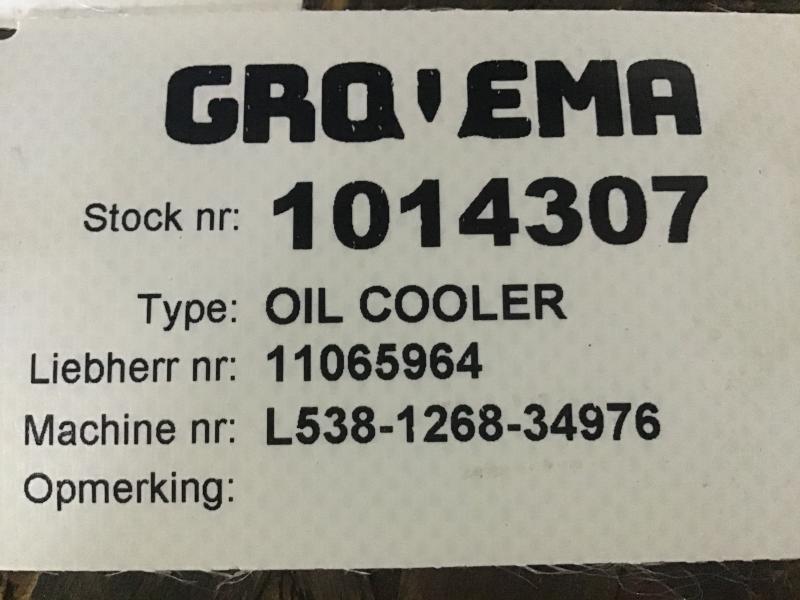 GRO'EMA
Stock nr: 1014307
Type: OIL COOLER
Liebherr nr: 11065964
Machine nr: L538-1268-34976
Opmerking: